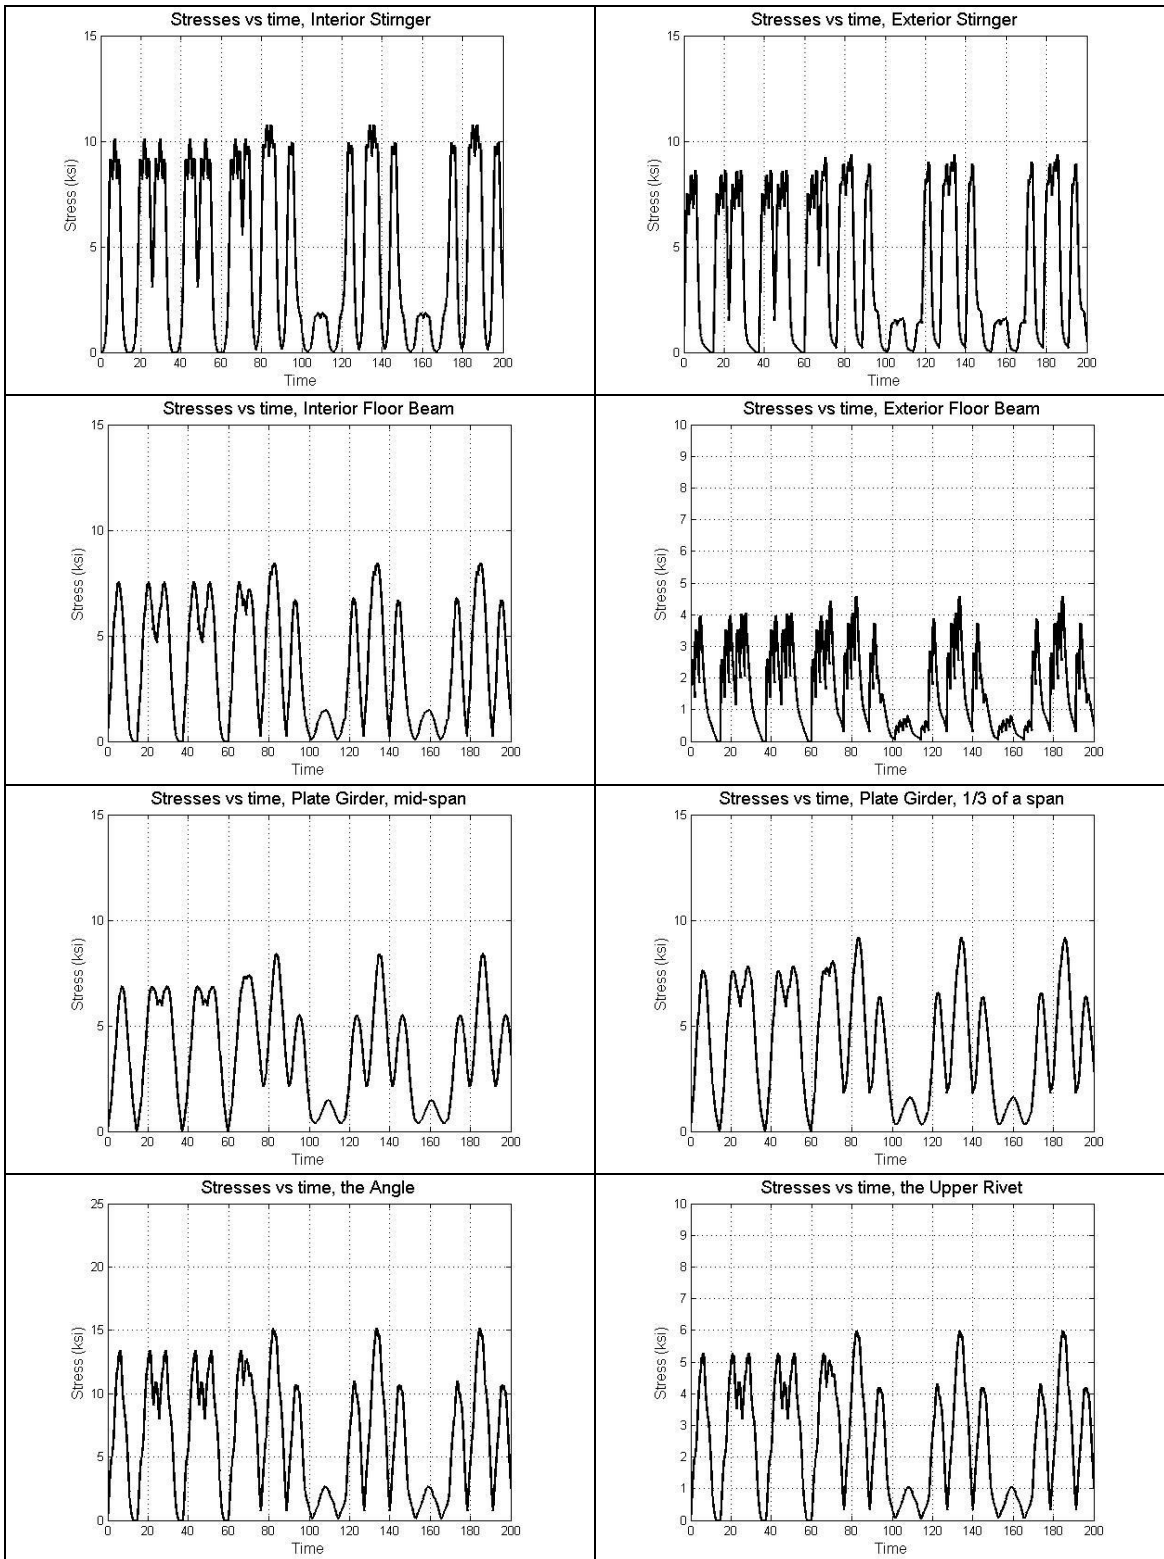 Stresses vs time, Interior Stirnger
15
10
5
0
Stress (ksi)
0 20 40 60 80 100 120 140 160 180 200
Time
Stresses vs time, Exterior Stirnger
15
10
5
0
Stress (ksi)
0 20 40 60 80 100 120 140 160 180 200
Time
Stresses vs time, Interior Floor Beam
15
10
5
0
Stress (ksi)
0 20 40 60 80 100 120 140 160 180 200
Time
Stresses vs time, Exterior Floor Beam
10
9
8
7
6
5
4
3
2
1
0
Stress (ksi)
0 20 40 60 80 100 120 140 160 180 200
Time
Stresses vs time, Plate Girder, mid-span
15
10
5
0
Stress (ksi)
0 20 40 60 80 100 120 140 160 180 200
Time
Stresses vs time, Plate Girder, 1/3 of a span
15
10
5
0
Stress (ksi)
0 20 40 60 80 100 120 140 160 180 200
Time
Stresses vs time, the Angle
25
20
15
10
5
0
Stress (ksi)
0 20 40 60 80 100 120 140 160 180 200
Time
Stresses vs time, the Upper Rivet
10
9
8
7
6
5
4
3
2
1
0
Stress (ksi)
0 20 40 60 80 100 120 140 160 180 200
Time